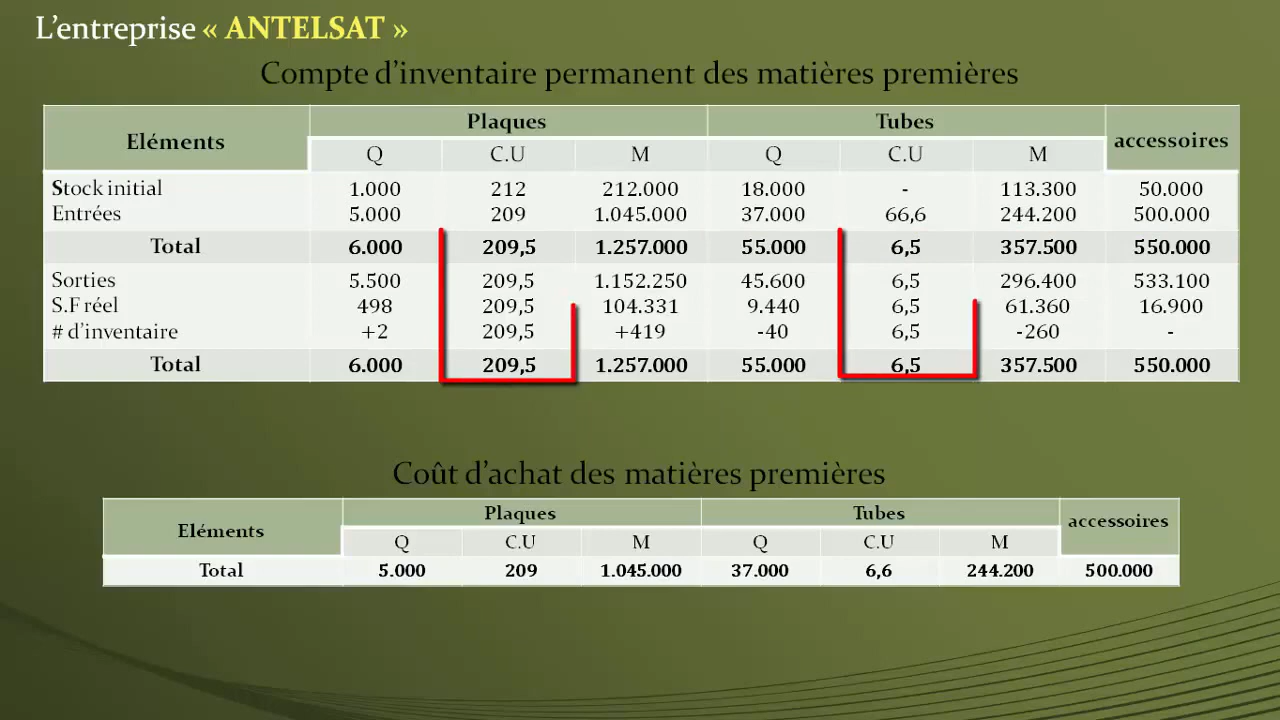 L'entreprise « ANTELSAT »
Compte d'inventaire permanent des matières premières
Eléments Plaques Tubes accessoires
Q C.U M Q C.U M
Stock initial 1.000 212 212.000 18.000 - 113.300 50.000
Entrées 5.000 209 1.045.000 37.000 66,6 244.200 500.000
Total 6.000 209,5 1.257.000 55.000 6,5 357.500 550.000
Sorties 5.500 209,5 1.152.250 45.600 6,5 296.400 533.100
S.F réel 498 209,5 104.331 9.440 6,5 61.360 16.900
# d'inventaire +2 209,5 +419 -40 6,5 -260 -
Total 6.000 209,5 1.257.000 55.000 6,5 357.500 550.000
Coût d'achat des matières premières
Eléments Plaques Tubes accessoires
Q C.U M Q C.U M
Total 5.000 209 1.045.000 37.000 6,6 244.200 500.000